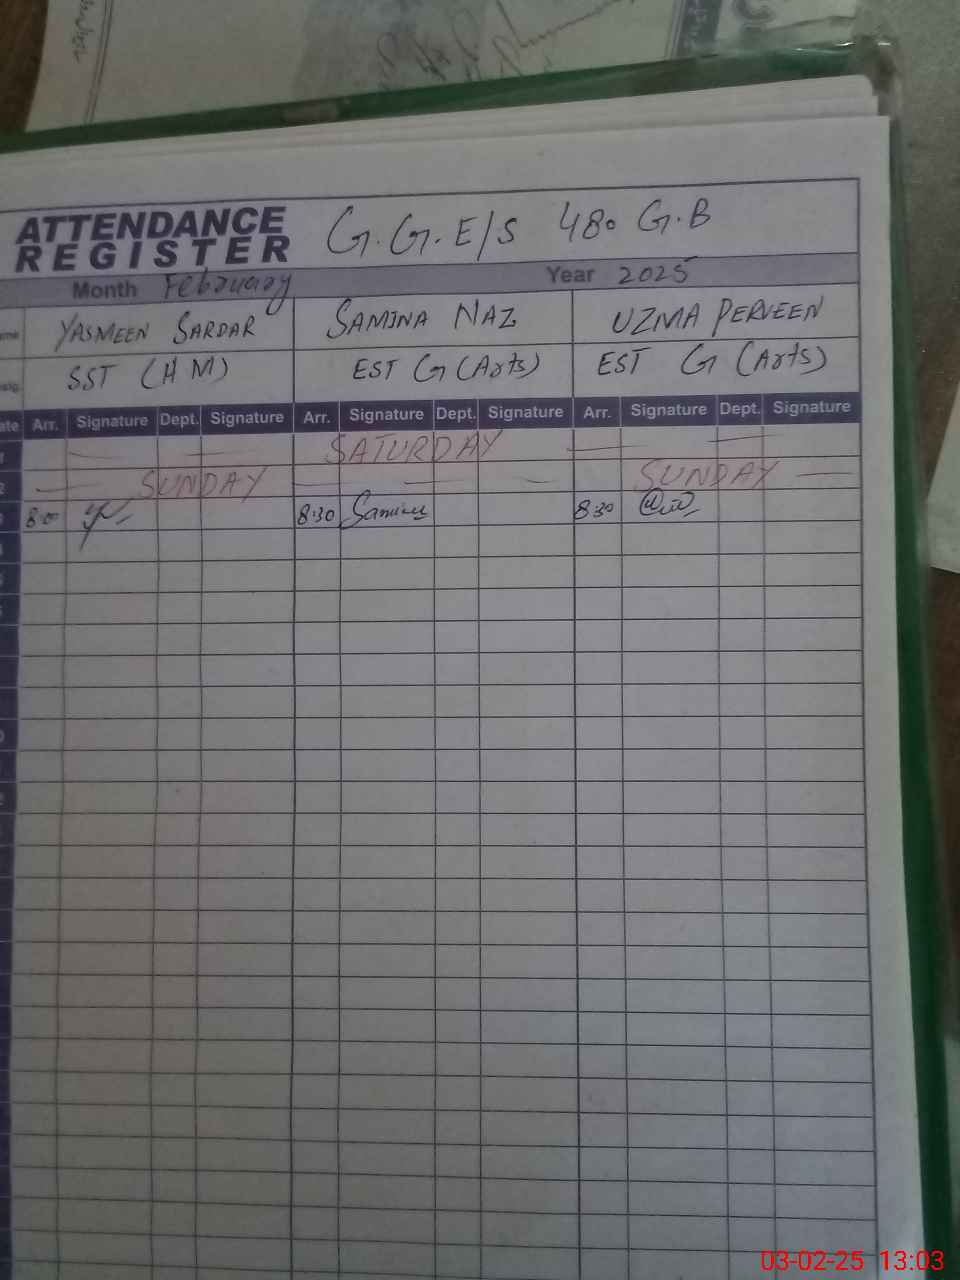 ATTENDANCE REGISTER G.G.E/S 480 G.B
Month February Year 2025
YASMEEN SARDAR SAMINA NAZ UZMA PERVEEN
SST (H M) EST G (Arts) EST G (Arts)
Arr. Signature Dept. Signature Arr. Signature Dept. Signature Arr. Signature Dept. Signature
SATURDAY
SUNDAY SUNDAY
8:00 8:30 Samina 8:30
03-02-25 13:03